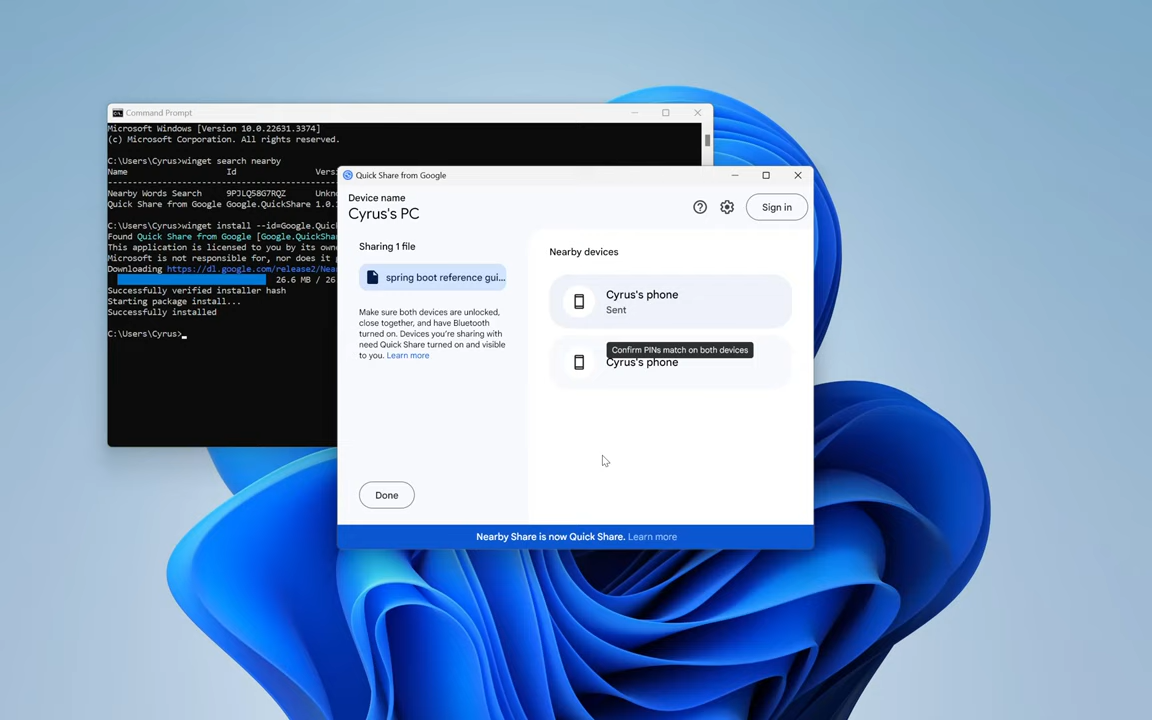 Command Prompt
Microsoft Windows [Version 10.0.22631.3374]
(c) Microsoft Corporation. All rights reserved.
C:\Users\Cyrus>winget search nearby
Name Id Vers
Nearby Words Search 9PJLQS8G7RQZ Unkn
Quick Share from Google Google.QuickShare 1.0.
C:\Users\Cyrus>winget install --id=Google.Quic
Found Quick Share from Google [Google.QuickShar
This application is licensed to you by its own
Microsoft is not responsible for, nor does it g
Downloading https://dl.google.com/release2/Near
26.6 MB / 26
Successfully verified installer hash
Starting package install...
Successfully installed
C:\Users\Cyrus>
Quick Share from Google
Device name
Cyrus's PC
Sign in
Sharing 1 file
spring boot reference gui...
Make sure both devices are unlocked,
close together, and have Bluetooth
turned on. Devices you're sharing with
need Quick Share turned on and visible
to you. Learn more
Done
Nearby devices
Cyrus's phone
Sent
Confirm PINs match on both devices
Cyrus's phone
Nearby Share is now Quick Share. Learn more